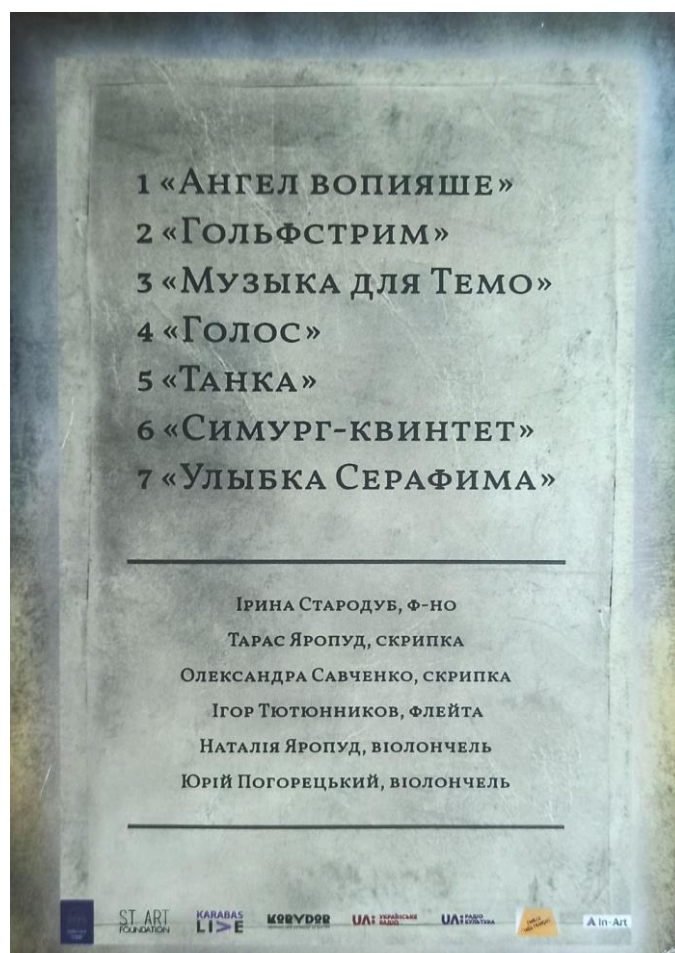 1 «Ангел вопияше»
2 «Гольфстрим»
3 «Музыка для Темо»
4 «Голос»
5 «Танка»
6 «Симург-квинтет»
7 «Улыбка Серафима»
Ірина Стародуб, ф-но
Тарас Яропуд, скрипка
Олександра Савченко, скрипка
Ігор Тютюнников, флейта
Наталія Яропуд, віолончель
Юрій Погорецький, віолончель
ST ART
FOUNDATION
KARABAS
LIVE
KORYDOR
UA: УКРАЇНСЬКЕ
РАДІО
UA: РАДІО
КУЛЬТУРА
In-Art